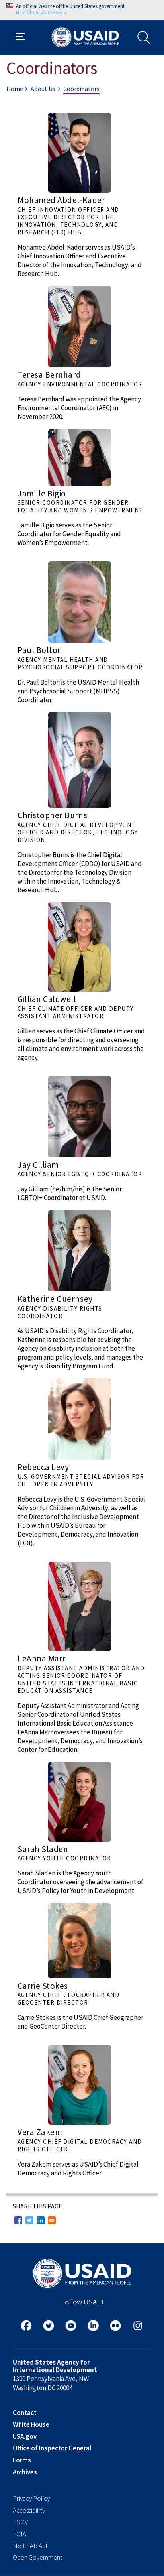 An official website of the United States government
Here's how you know
USAID
FROM THE AMERICAN PEOPLE
Coordinators
Home › About Us › Coordinators
Mohamed Abdel-Kader
CHIEF INNOVATION OFFICER AND
EXECUTIVE DIRECTOR FOR THE
INNOVATION, TECHNOLOGY, AND
RESEARCH (ITR) HUB
Mohamed Abdel-Kader serves as USAID's
Chief Innovation Officer and Executive
Director of the Innovation, Technology, and
Research Hub.
Teresa Bernhard
AGENCY ENVIRONMENTAL COORDINATOR
Teresa Bernhard was appointed the Agency
Environmental Coordinator (AEC) in
November 2020.
Jamille Bigio
SENIOR COORDINATOR FOR GENDER
EQUALITY AND WOMEN'S EMPOWERMENT
Jamille Bigio serves as the Senior
Coordinator for Gender Equality and
Women's Empowerment.
Paul Bolton
AGENCY MENTAL HEALTH AND
PSYCHOSOCIAL SUPPORT COORDINATOR
Dr. Paul Bolton is the USAID Mental Health
and Psychosocial Support (MHPSS)
Coordinator.
Christopher Burns
AGENCY CHIEF DIGITAL DEVELOPMENT
OFFICER AND DIRECTOR, TECHNOLOGY
DIVISION
Christopher Burns is the Chief Digital
Development Officer (CDDO) for USAID and
the Director for the Technology Division
within the Innovation, Technology &
Research Hub.
Gillian Caldwell
CHIEF CLIMATE OFFICER AND DEPUTY
ASSISTANT ADMINISTRATOR
Gillian serves as the Chief Climate Officer and
is responsible for directing and overseeing
all climate and environment work across the
agency.
Jay Gilliam
AGENCY SENIOR LGBTQI+ COORDINATOR
Jay Gilliam (he/him/his) is the Senior
LGBTQI+ Coordinator at USAID.
Katherine Guernsey
AGENCY DISABILITY RIGHTS
COORDINATOR
As USAID's Disability Rights Coordinator,
Katherine is responsible for advising the
Agency on disability inclusion at both the
program and policy levels, and manages the
Agency's Disability Program Fund.
Rebecca Levy
U.S. GOVERNMENT SPECIAL ADVISOR FOR
CHILDREN IN ADVERSITY
Rebecca Levy is the U.S. Government Special
Advisor for Children in Adversity, as well as
the Director of the Inclusive Development
Hub within USAID's Bureau for
Development, Democracy, and Innovation
(DDI).
LeAnna Marr
DEPUTY ASSISTANT ADMINISTRATOR AND
ACTING SENIOR COORDINATOR OF
UNITED STATES INTERNATIONAL BASIC
EDUCATION ASSISTANCE
Deputy Assistant Administrator and Acting
Senior Coordinator of United States
International Basic Education Assistance
LeAnna Marr oversees the Bureau for
Development, Democracy, and Innovation's
Center for Education.
Sarah Sladen
AGENCY YOUTH COORDINATOR
Sarah Sladen is the Agency Youth
Coordinator overseeing the advancement of
USAID's Policy for Youth in Development
Carrie Stokes
AGENCY CHIEF GEOGRAPHER AND
GEOCENTER DIRECTOR
Carrie Stokes is the USAID Chief Geographer
and GeoCenter Director.
Vera Zakem
AGENCY CHIEF DIGITAL DEMOCRACY AND
RIGHTS OFFICER
Vera Zakem serves as USAID's Chief Digital
Democracy and Rights Officer.
SHARE THIS PAGE
USAID
FROM THE AMERICAN PEOPLE
Follow USAID
United States Agency for
International Development
1300 Pennsylvania Ave, NW
Washington DC 20004
Contact
White House
USA.gov
Office of Inspector General
Forms
Archives
Privacy Policy
Accessibility
EGOV
FOIA
No FEAR Act
Open Government